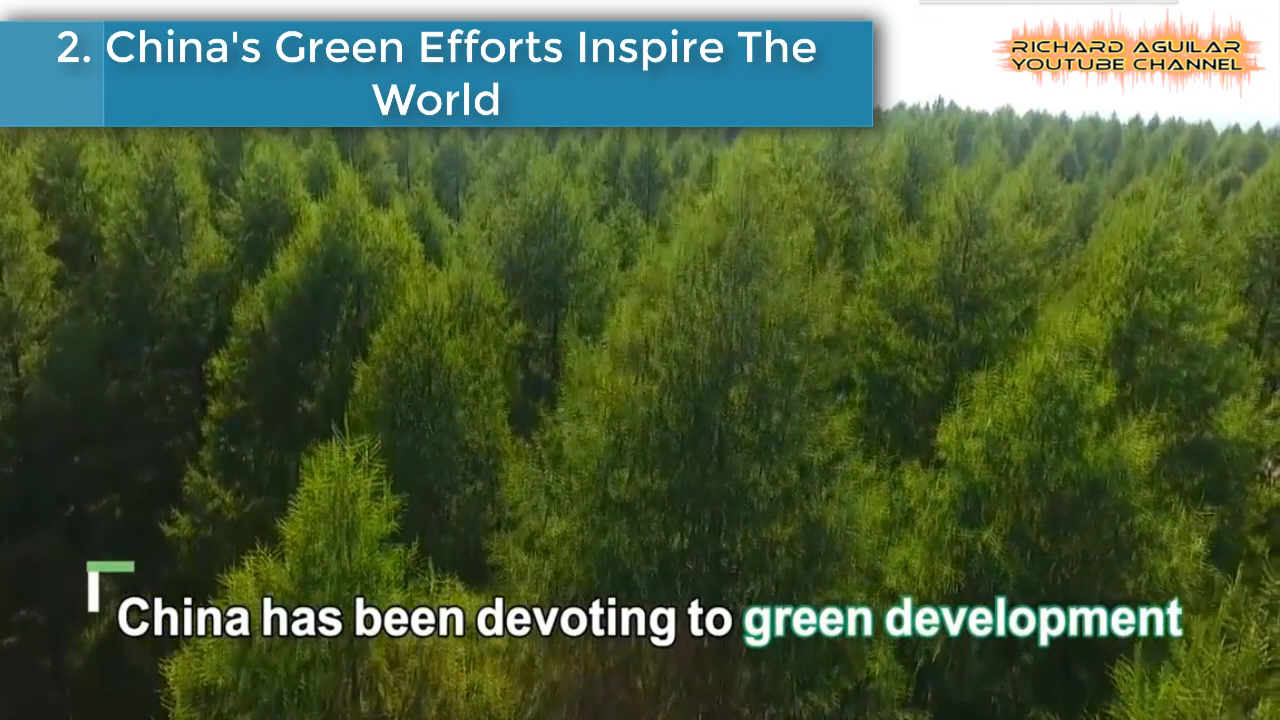 2. China's Green Efforts Inspire The
World
RICHARD AGUILAR
YOUTUBE CHANNEL
China has been devoting to green development